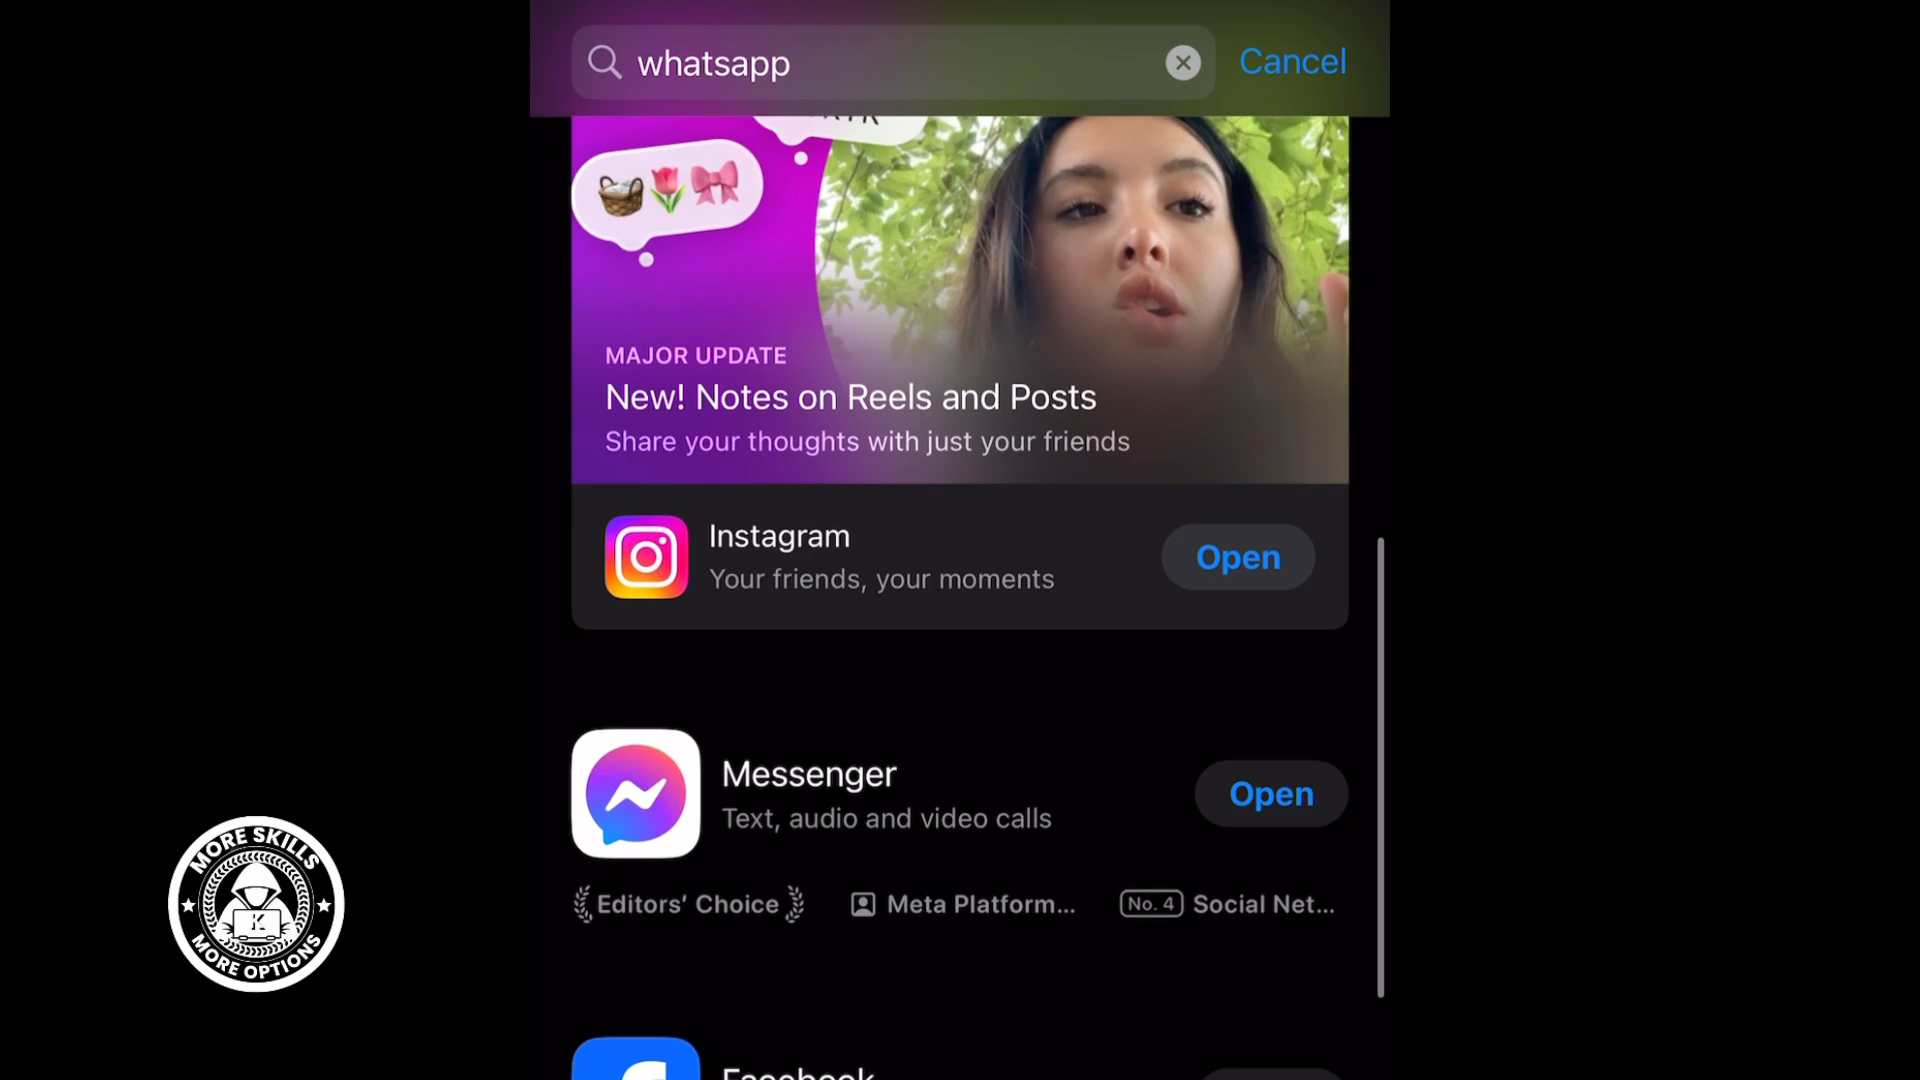 whatsapp
Cancel
MAJOR UPDATE
New! Notes on Reels and Posts
Share your thoughts with just your friends
Instagram
Your friends, your moments
Open
Messenger
Text, audio and video calls
Open
Editors' Choice
Meta Platform...
No. 4
Social Net...
Facebook
MORE SKILLS
K
MORE OPTIONS